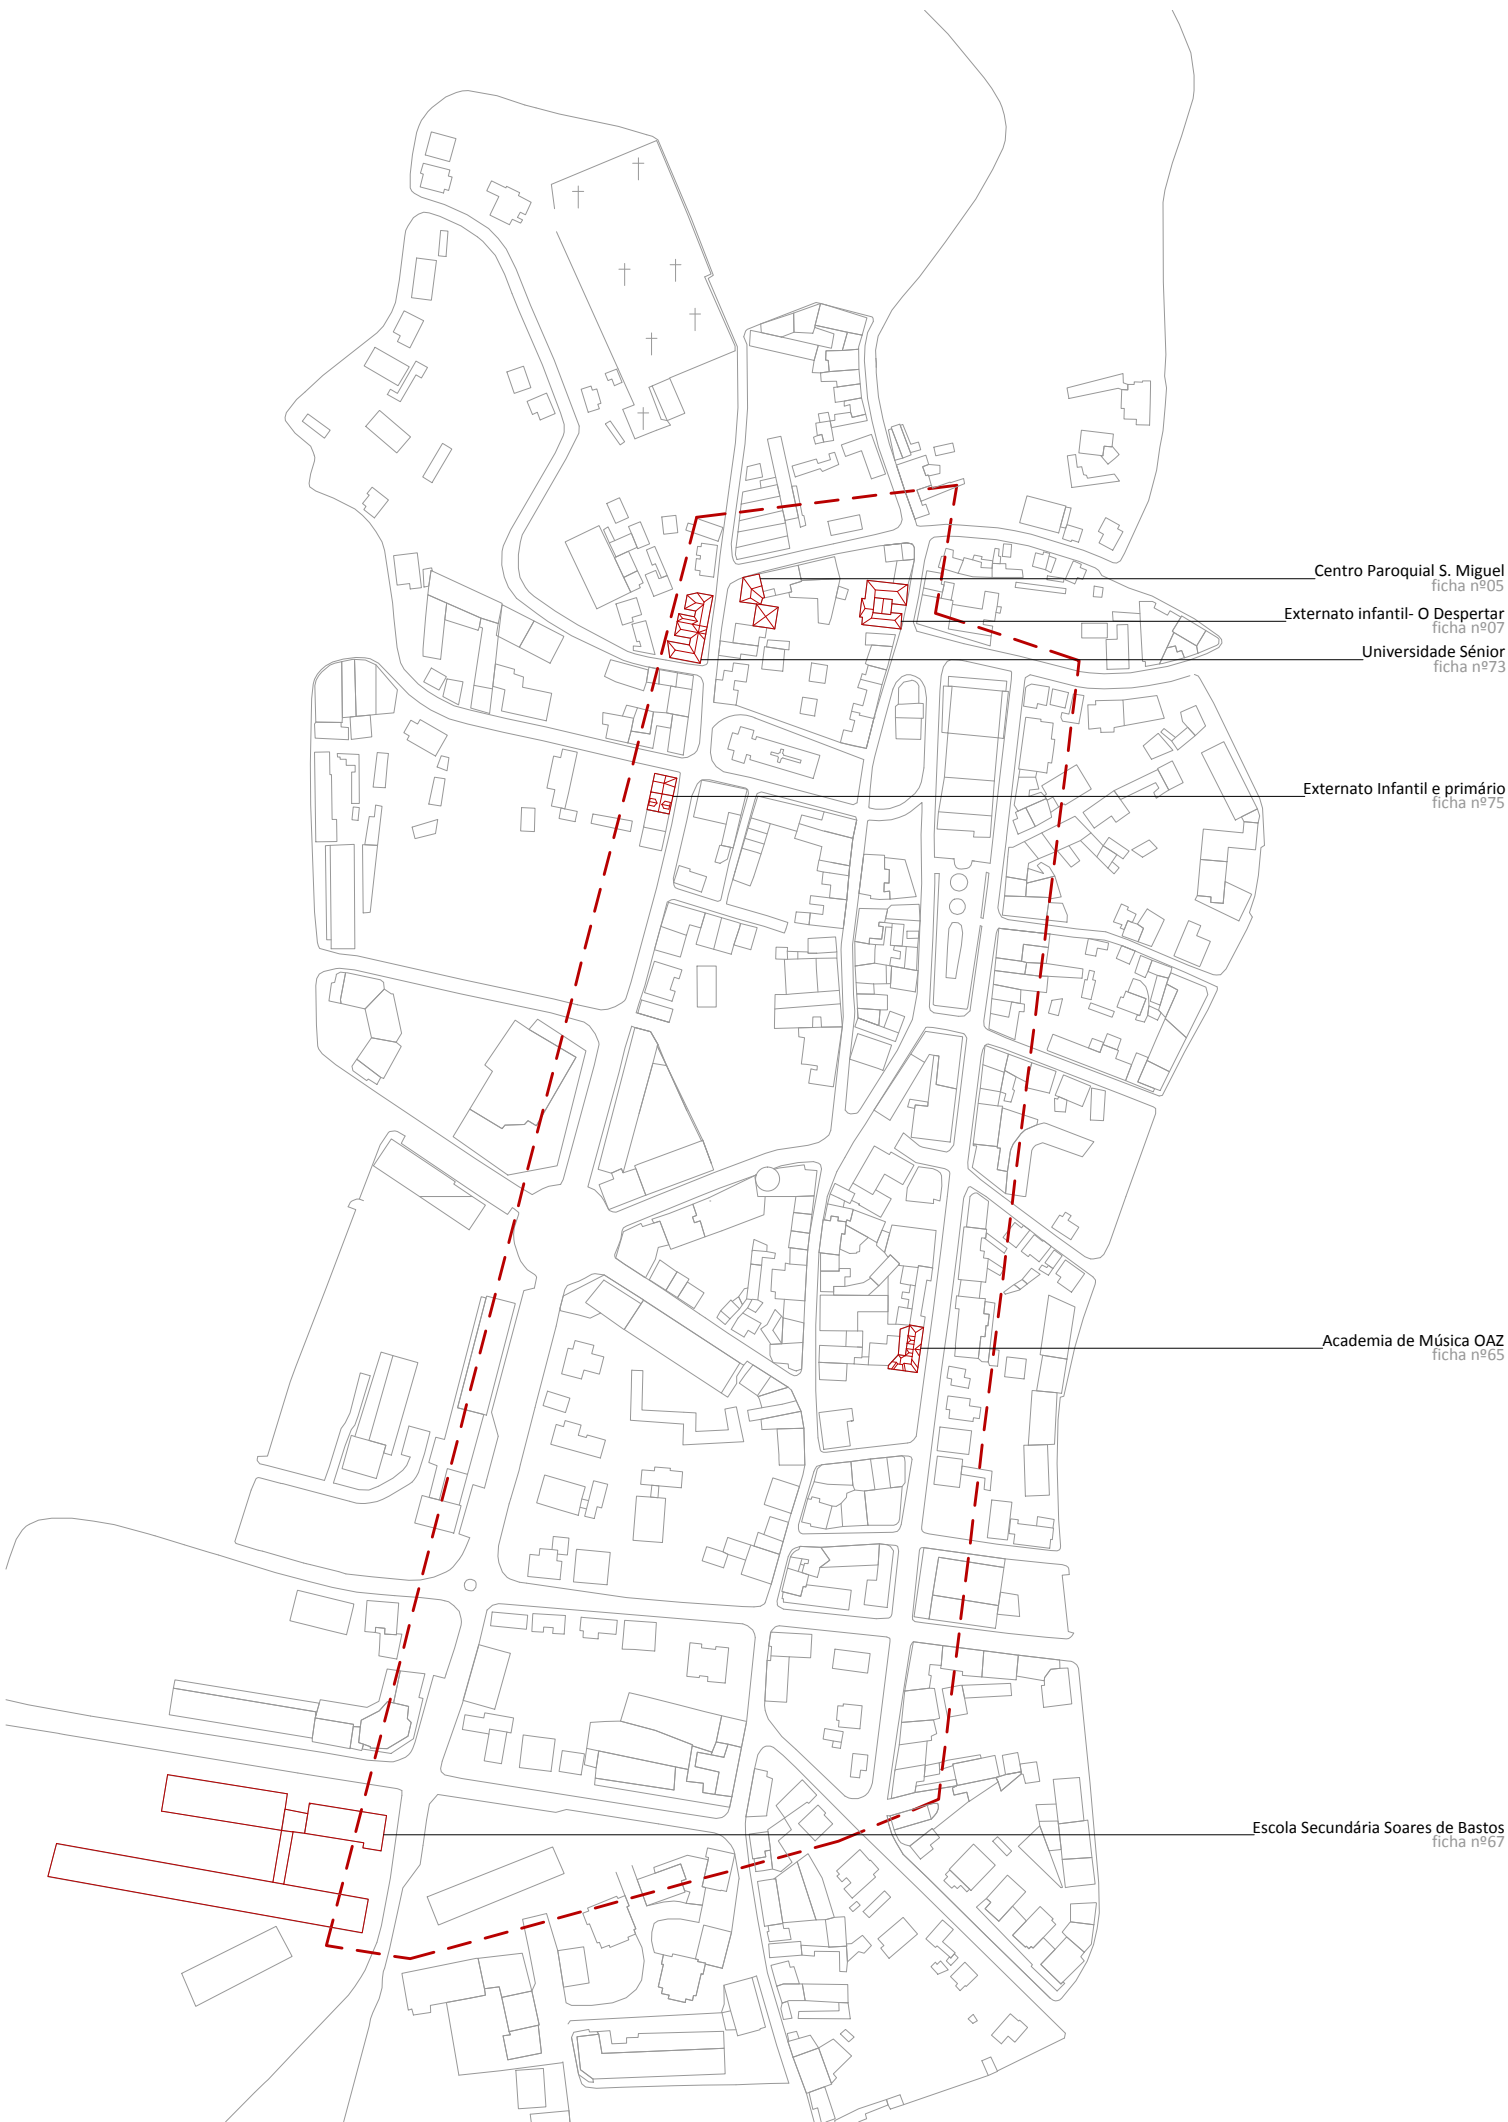 Centro Paroquial S. Miguel
ficha nº05
Externato infantil- O Despertar
ficha nº07
Universidade Sénior
ficha nº73
Externato Infantil e primário
ficha nº75
Academia de Música OAZ
ficha nº65
Escola Secundária Soares de Bastos
ficha nº67